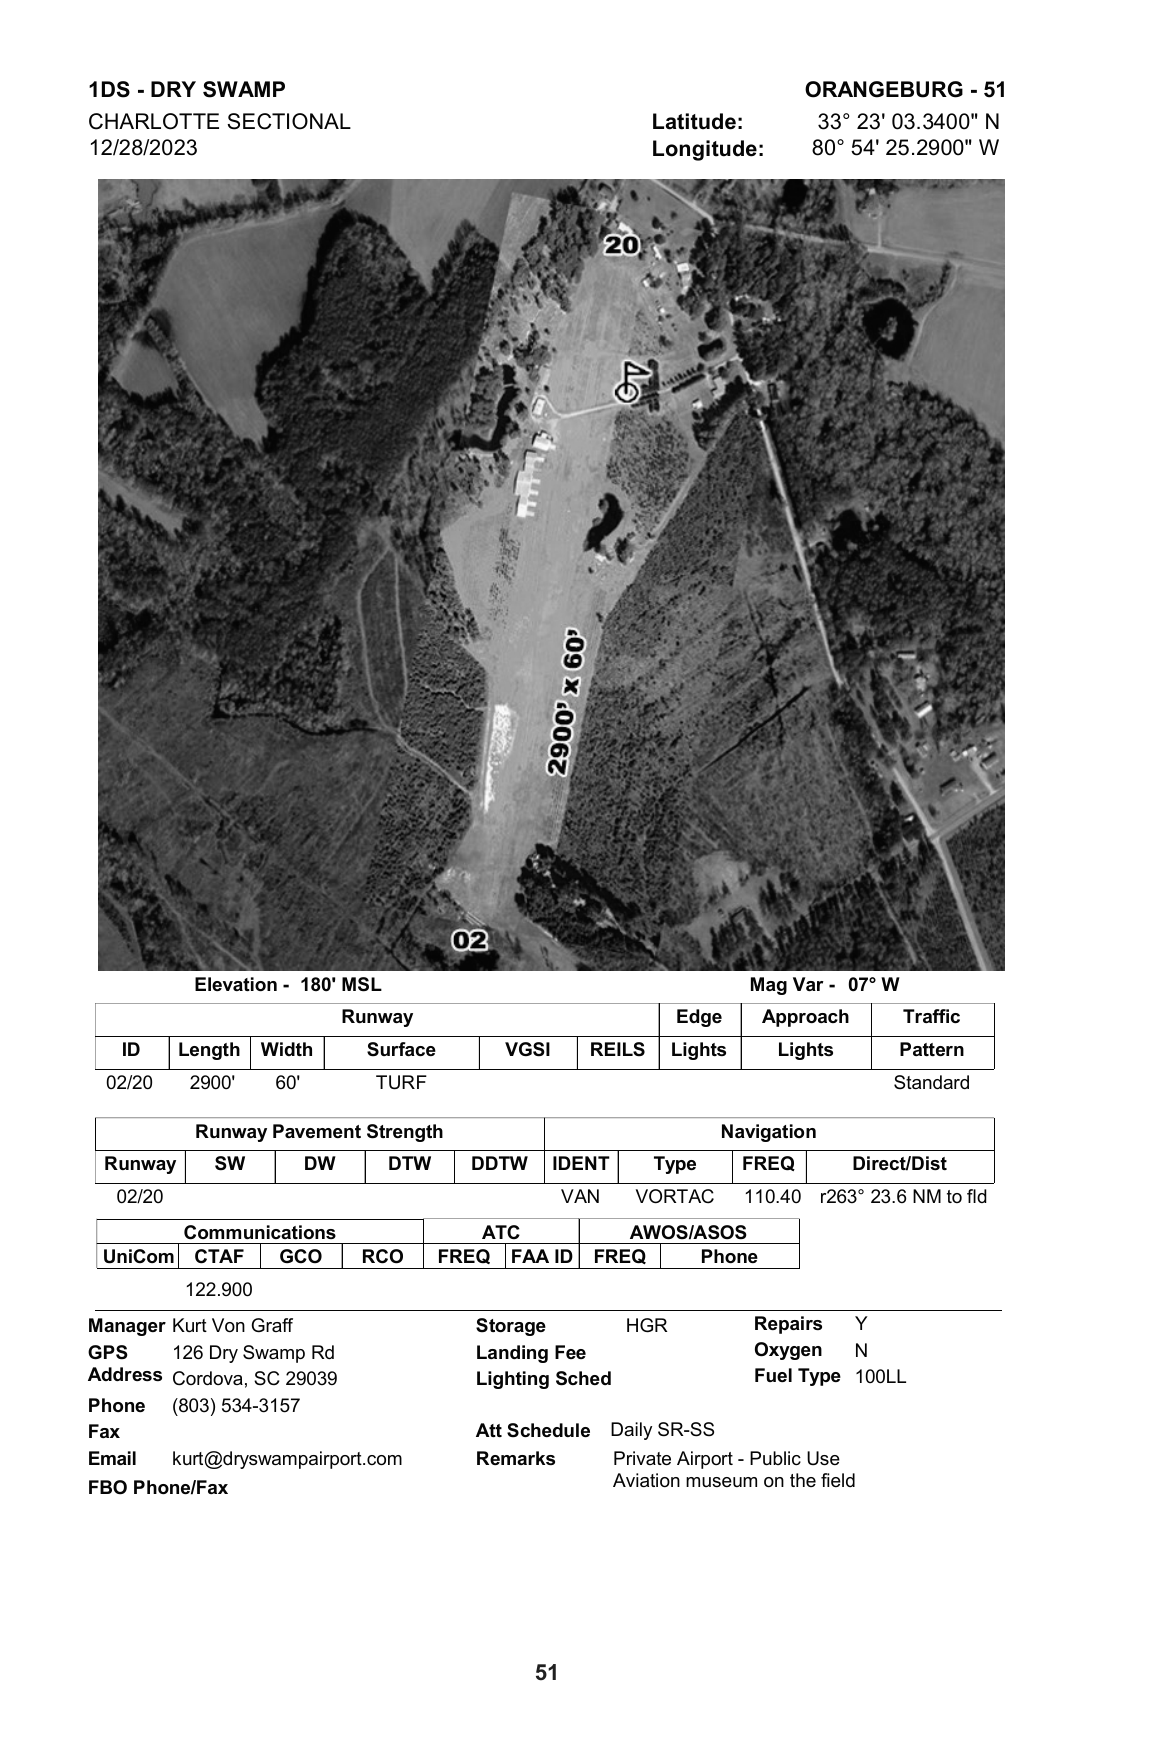 1DS - DRY SWAMP ORANGEBURG - 51
CHARLOTTE SECTIONAL Latitude: 33° 23' 03.3400" N
12/28/2023 Longitude: 80° 54' 25.2900" W
20
2900' x 60'
02
Elevation - 180' MSL Mag Var - 07° W
Runway Edge Approach Traffic
ID Length Width Surface VGSI REILS Lights Lights Pattern
02/20 2900' 60' TURF Standard
Runway Pavement Strength Navigation
Runway SW DW DTW DDTW IDENT Type FREQ Direct/Dist
02/20 VAN VORTAC 110.40 r263° 23.6 NM to fld
Communications ATC AWOS/ASOS
UniCom CTAF GCO RCO FREQ FAA ID FREQ Phone
122.900
Manager Kurt Von Graff Storage HGR Repairs Y
GPS 126 Dry Swamp Rd Landing Fee Oxygen N
Address Cordova, SC 29039 Lighting Sched Fuel Type 100LL
Phone (803) 534-3157
Fax Att Schedule Daily SR-SS
Email kurt@dryswampairport.com Remarks Private Airport - Public Use
Aviation museum on the field
FBO Phone/Fax
51